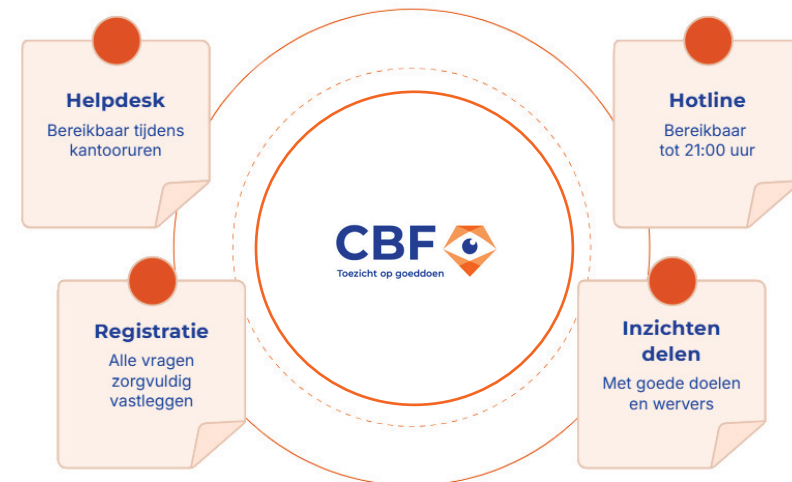 Helpdesk
Bereikbaar tijdens
kantooruren
Hotline
Bereikbaar
tot 21:00 uur
CBF
Toezicht op goeddoen
Registratie
Alle vragen
zorgvuldig
vastleggen
Inzichten
delen
Met goede doelen
en wervers